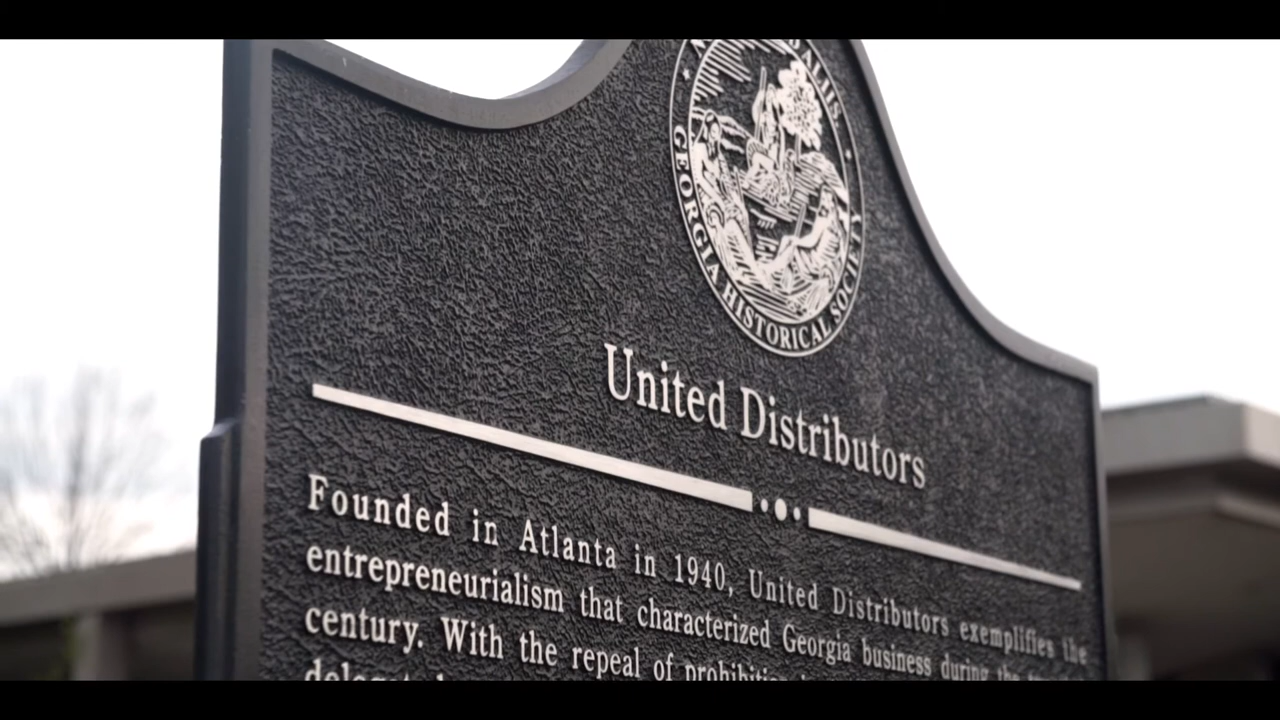 ALIIS.
GEORGIA HISTORICAL SOCIETY
United Distributors
Founded in Atlanta in 1940, United Distributors exemplifies the
entrepreneurialism that characterized Georgia business during the
century. With the repeal of